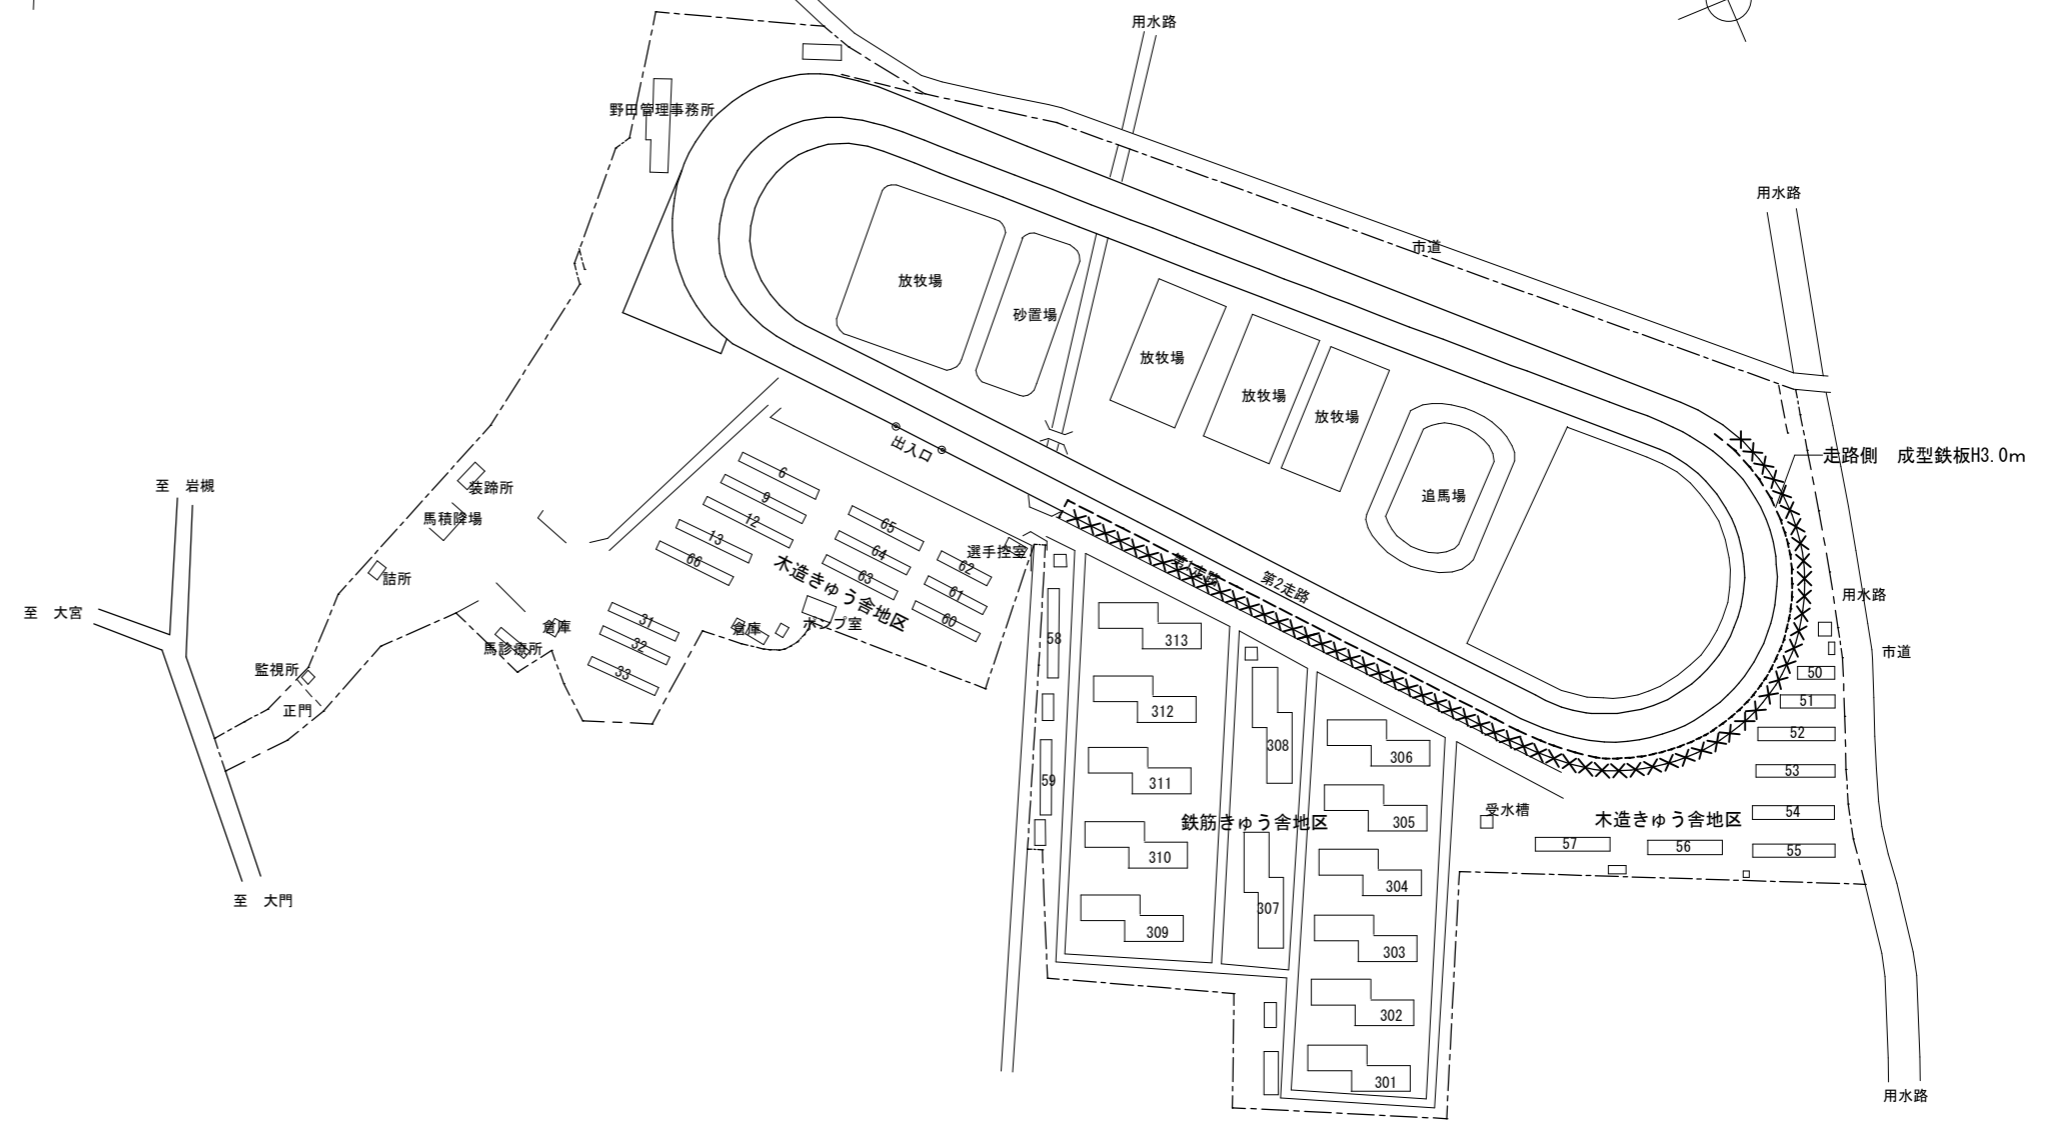 用水路
野田管理事務所
用水路
市道
放牧場
砂置場
放牧場
放牧場
放牧場
出入口
走路側　成型鉄板H3.0m
追馬場
至　岩槻
装蹄所
馬積降場
6
9
12
13
66
65
64
63
62
61
60
選手控室
木造きゅう舎地区
第1走路
第2走路
詰所
用水路
至　大宮
31
32
33
倉庫
倉庫
ポンプ室
馬診療所
58
313
市道
監視所
正門
50
51
312
308
306
52
311
59
53
鉄筋きゅう舎地区
305
受水槽
木造きゅう舎地区
54
57
56
55
310
304
至　大門
307
309
303
302
301
用水路